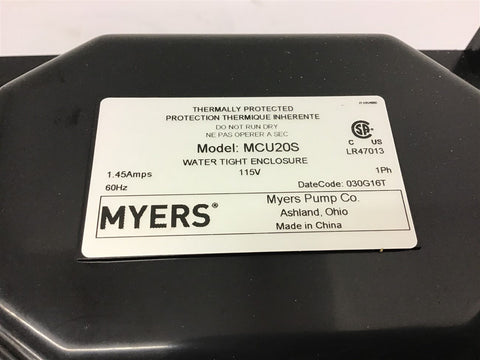 THERMALLY PROTECTED
PROTECTION THERMIQUE INHERENTE
DO NOT RUN DRY
NE PAS OPERER A SEC
Model: MCU20S
WATER TIGHT ENCLOSURE
SA
C US
LR47013
1.45Amps 115V 1Ph
60Hz DateCode: 030G16T
MYERS®
Myers Pump Co.
Ashland, Ohio
Made in China